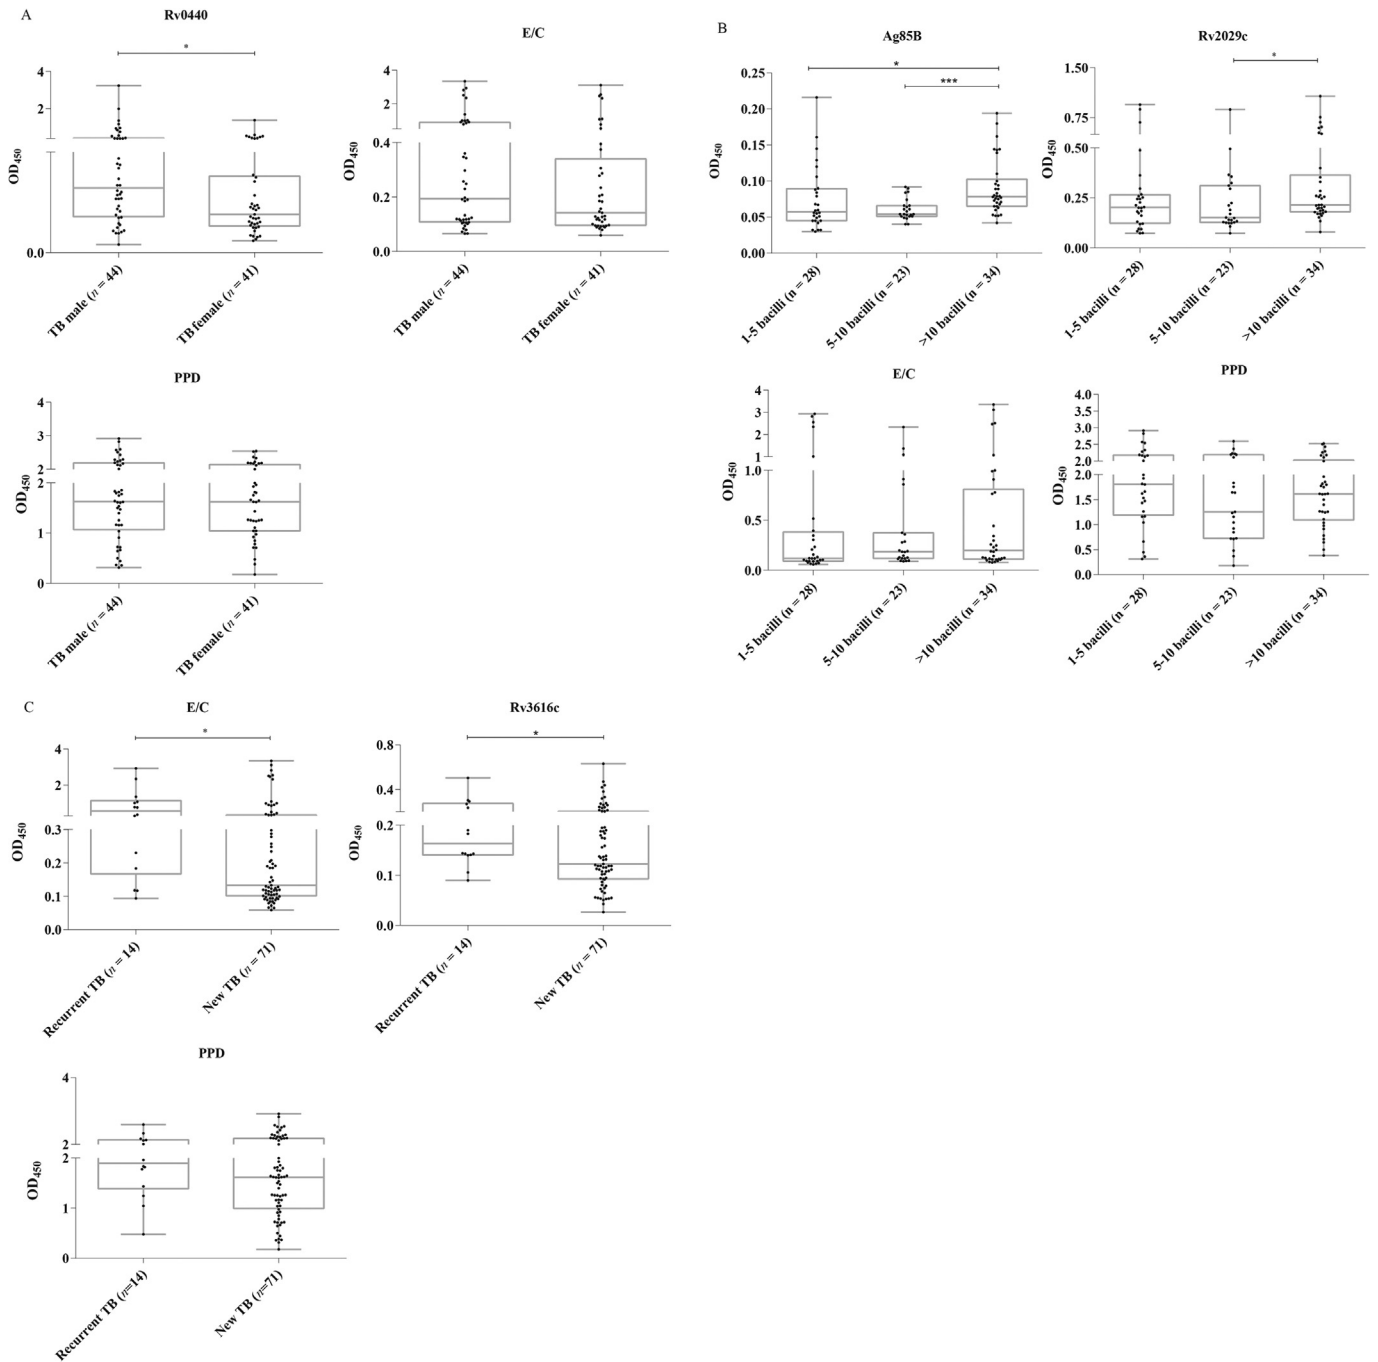 A
Rv0440
*
4
2
0.0
OD450
TB male (n = 44)
TB female (n = 41)
E/C
4
2
0.4
0.2
0.0
OD450
TB male (n = 44)
TB female (n = 41)
PPD
4
3
2
2
1
0
OD450
TB male (n = 44)
TB female (n = 41)
B
Ag85B
*
***
0.25
0.20
0.15
0.10
0.05
0.00
OD450
1-5 bacilli (n = 28)
5-10 bacilli (n = 23)
>10 bacilli (n = 34)
Rv2029c
*
1.50
0.75
0.50
0.25
0.00
OD450
1-5 bacilli (n = 28)
5-10 bacilli (n = 23)
>10 bacilli (n = 34)
E/C
4
3
2
1
1.0
0.5
0.0
OD450
1-5 bacilli (n = 28)
5-10 bacilli (n = 23)
>10 bacilli (n = 34)
PPD
4.0
3.5
3.0
2.5
2.0
2.0
1.5
1.0
0.5
0.0
OD450
1-5 bacilli (n = 28)
5-10 bacilli (n = 23)
>10 bacilli (n = 34)
C
E/C
*
4
2
0.3
0.2
0.1
0.0
OD450
Recurrent TB (n = 14)
New TB (n = 71)
Rv3616c
*
0.8
0.4
0.2
0.1
0.0
OD450
Recurrent TB (n = 14)
New TB (n = 71)
PPD
4
2
2
1
0
OD450
Recurrent TB (n=14)
New TB (n=71)